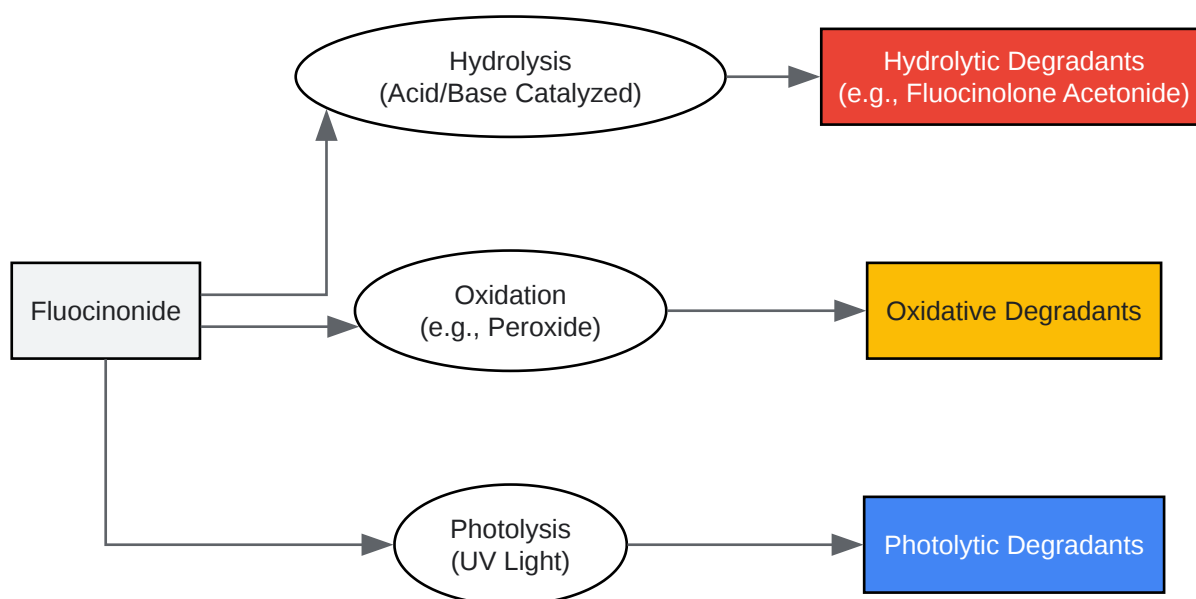 Hydrolysis
(Acid/Base Catalyzed)
Hydrolytic Degradants
(e.g., Fluocinolone Acetonide)
Fluocinonide
Oxidation
(e.g., Peroxide)
Oxidative Degradants
Photolysis
(UV Light)
Photolytic Degradants